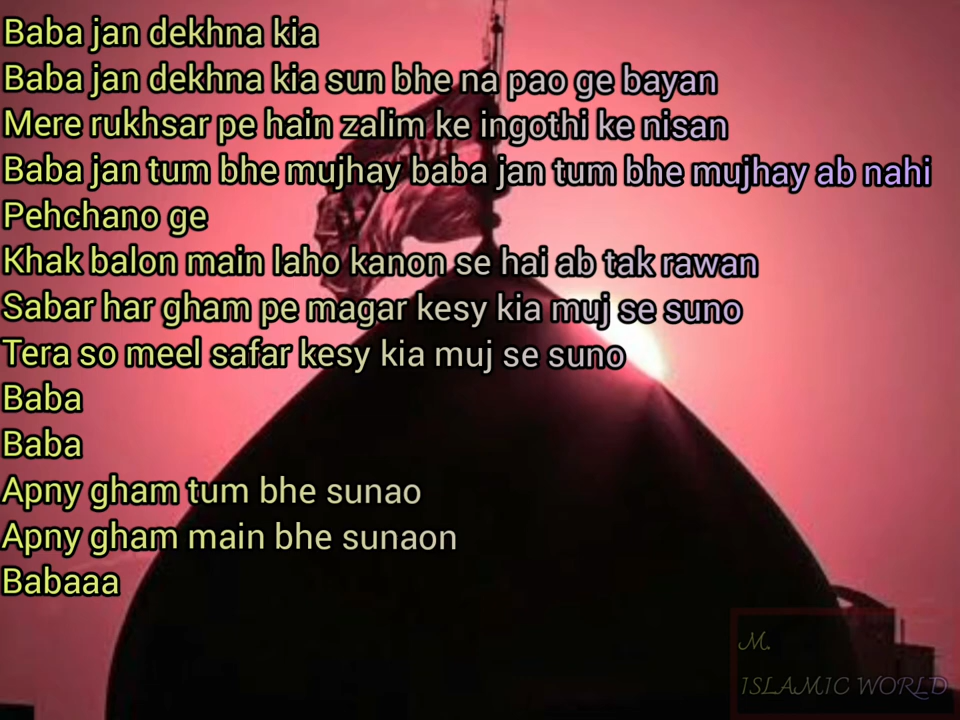 Baba jan dekhna kia
Baba jan dekhna kia sun bhe na pao ge bayan
Mere rukhsar pe hain zalim ke ingothi ke nisan
Baba jan tum bhe mujhay baba jan tum bhe mujhay ab nahi
Pehchano ge
Khak balon main laho kanon se hai ab tak rawan
Sabar har gham pe magar kesy kia muj se suno
Tera so meel safar kesy kia muj se suno
Baba
Baba
Apny gham tum bhe sunao
Apny gham main bhe sunaon
Babaaa
M.
ISLAMIC WORLD